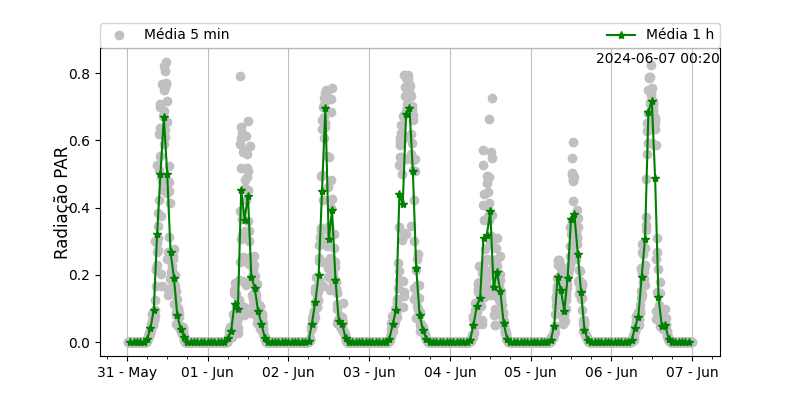 Média 5 min
Média 1 h
2024-06-07 00:20
Radiação PAR
0.8
0.6
0.4
0.2
0.0
31 - May
01 - Jun
02 - Jun
03 - Jun
04 - Jun
05 - Jun
06 - Jun
07 - Jun